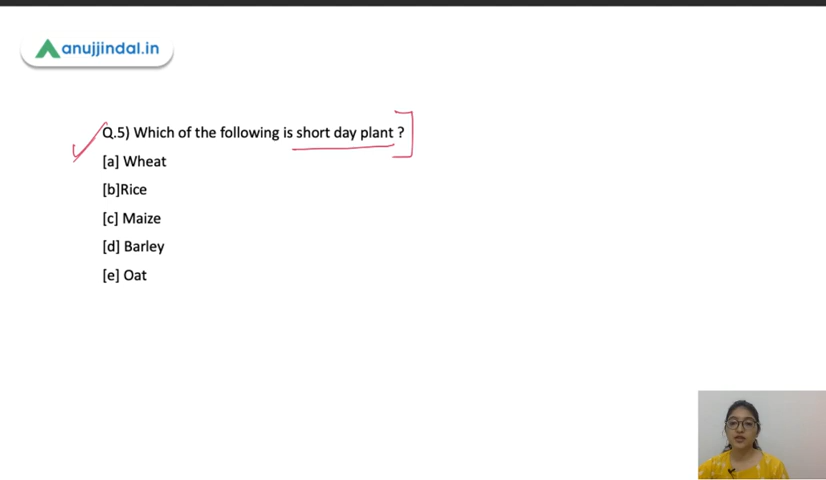 anujjindal.in
Q.5) Which of the following is short day plant ?
[a] Wheat
[b]Rice
[c] Maize
[d] Barley
[e] Oat